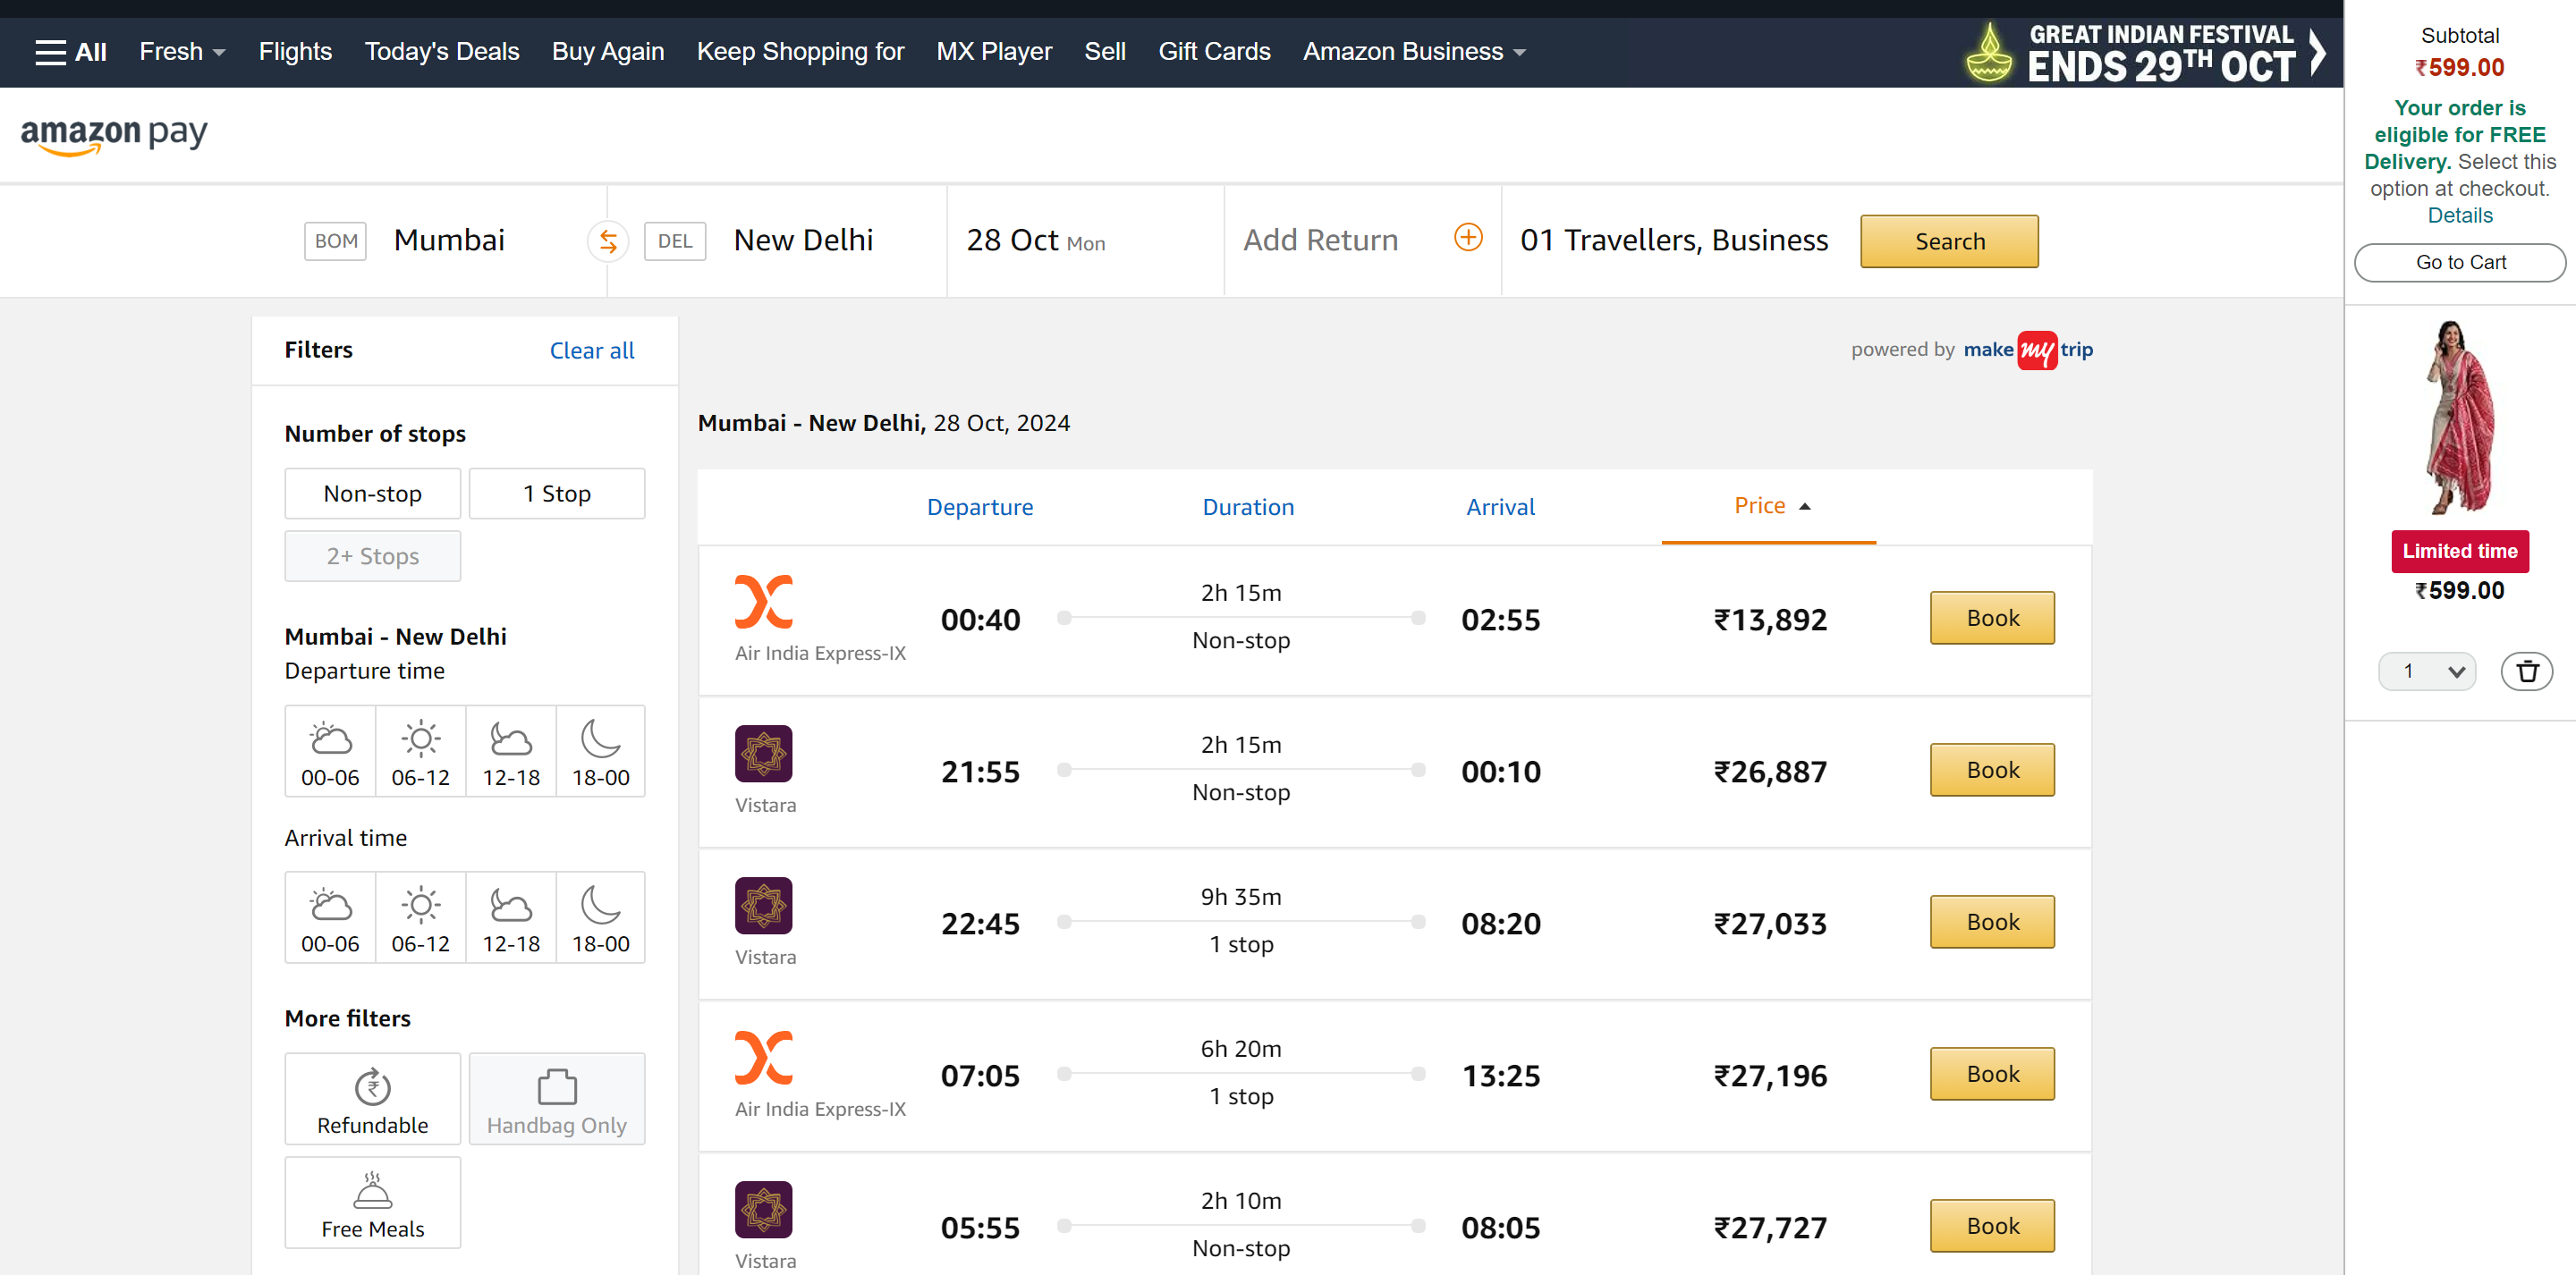 All
Fresh
Flights
Today's Deals
Buy Again
Keep Shopping for
MX Player
Sell
Gift Cards
Amazon Business
GREAT INDIAN FESTIVAL
ENDS 29TH OCT
amazon pay
BOM Mumbai
DEL New Delhi
28 Oct Mon
Add Return
01 Travellers, Business
Search
Filters
Clear all
Number of stops
Non-stop
1 Stop
2+ Stops
Mumbai - New Delhi
Departure time
00-06
06-12
12-18
18-00
Arrival time
00-06
06-12
12-18
18-00
More filters
Refundable
Handbag Only
Free Meals
powered by make my trip
Mumbai - New Delhi, 28 Oct, 2024
Departure
Duration
Arrival
Price
Air India Express-IX
00:40
2h 15m
Non-stop
02:55
₹13,892
Book
Vistara
21:55
2h 15m
Non-stop
00:10
₹26,887
Book
Vistara
22:45
9h 35m
1 stop
08:20
₹27,033
Book
Air India Express-IX
07:05
6h 20m
1 stop
13:25
₹27,196
Book
Vistara
05:55
2h 10m
Non-stop
08:05
₹27,727
Book
Subtotal
₹599.00
Your order is
eligible for FREE
Delivery. Select this
option at checkout.
Details
Go to Cart
Limited time
₹599.00
1